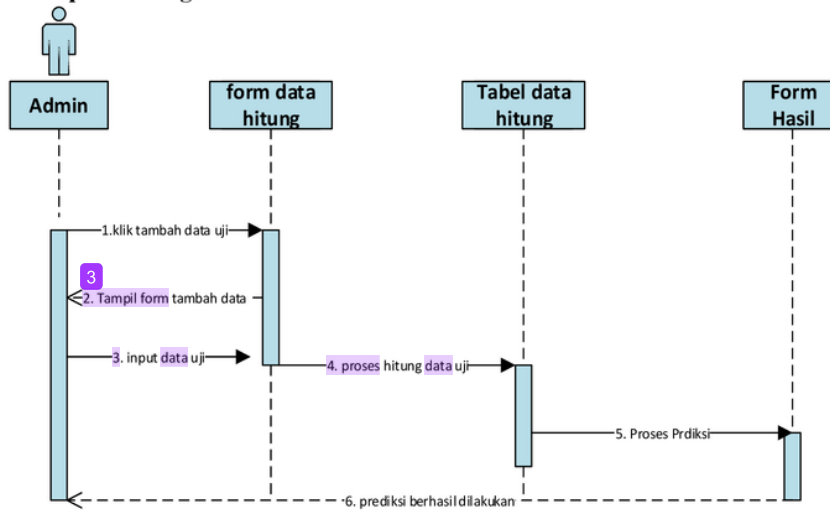 Admin
form data
hitung
Tabel data
hitung
Form
Hasil
1.klik tambah data uji
3
2. Tampil form tambah data
3. input data uji
4. proses hitung data uji
5. Proses Prdiksi
6. prediksi berhasil dilakukan